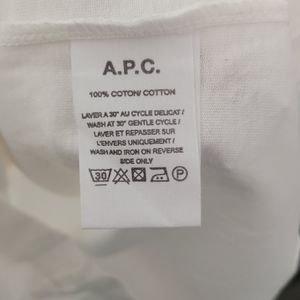 A.P.C.
100% COTON/ COTTON
LAVER A 30° AU CYCLE DELICAT /
WASH AT 30° GENTLE CYCLE /
LAVER ET REPASSER SUR
L'ENVERS UNIQUEMENT /
WASH AND IRON ON REVERSE
SIDE ONLY
30 P